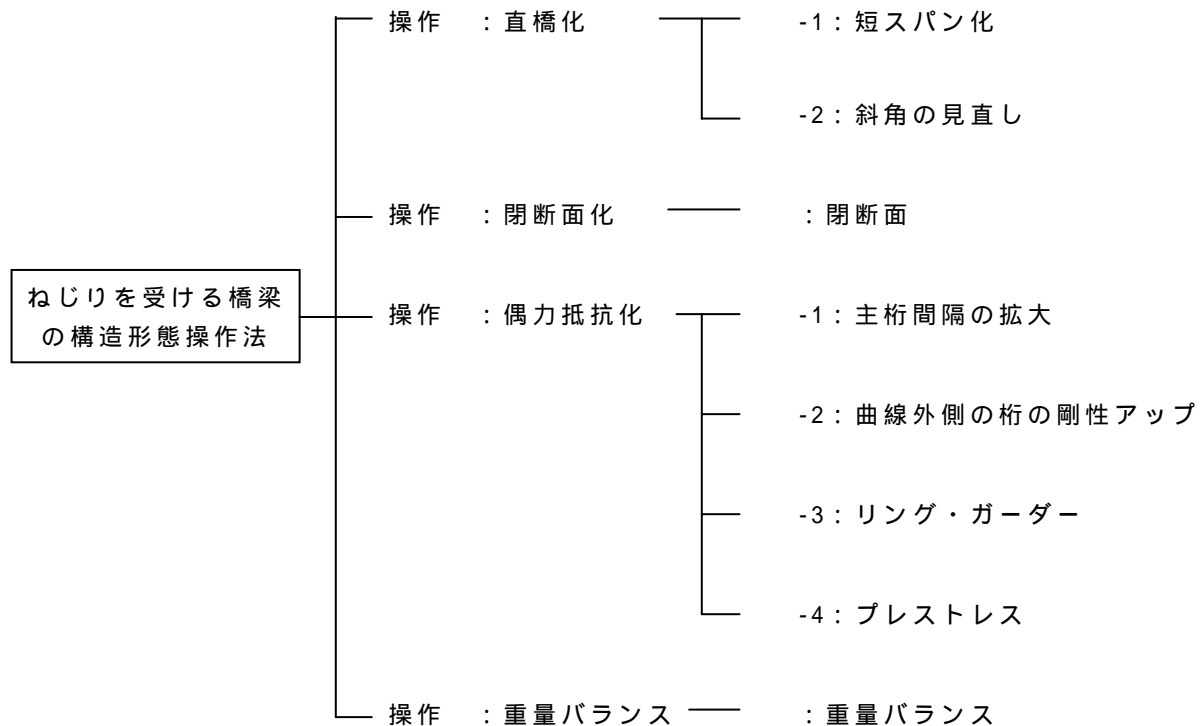 操作　：直橋化　-1：短スパン化
-2：斜角の見直し
操作　：閉断面化　：閉断面
ねじりを受ける橋梁
の構造形態操作法
操作　：偶力抵抗化　-1：主桁間隔の拡大
-2：曲線外側の桁の剛性アップ
-3：リング・ガーダー
-4：プレストレス
操作　：重量バランス　：重量バランス